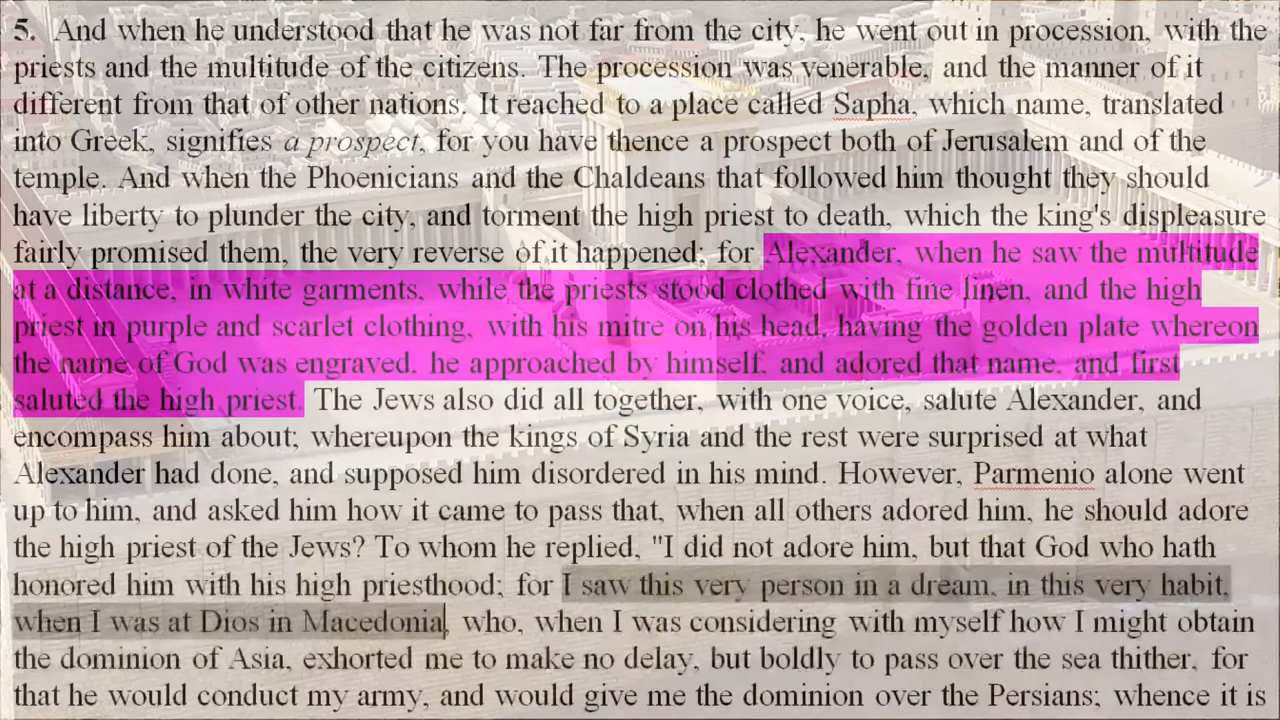 5. And when he understood that he was not far from the city, he went out in procession, with the
priests and the multitude of the citizens. The procession was venerable, and the manner of it
different from that of other nations. It reached to a place called Sapha, which name, translated
into Greek, signifies a prospect, for you have thence a prospect both of Jerusalem and of the
temple. And when the Phoenicians and the Chaldeans that followed him thought they should
have liberty to plunder the city, and torment the high priest to death, which the king's displeasure
fairly promised them, the very reverse of it happened; for Alexander, when he saw the multitude
at a distance, in white garments, while the priests stood clothed with fine linen, and the high
priest in purple and scarlet clothing, with his mitre on his head, having the golden plate whereon
the name of God was engraved, he approached by himself, and adored that name, and first
saluted the high priest. The Jews also did all together, with one voice, salute Alexander, and
encompass him about; whereupon the kings of Syria and the rest were surprised at what
Alexander had done, and supposed him disordered in his mind. However, Parmenio alone went
up to him, and asked him how it came to pass that, when all others adored him, he should adore
the high priest of the Jews? To whom he replied, "I did not adore him, but that God who hath
honored him with his high priesthood; for I saw this very person in a dream, in this very habit,
when I was at Dios in Macedonia, who, when I was considering with myself how I might obtain
the dominion of Asia, exhorted me to make no delay, but boldly to pass over the sea thither, for
that he would conduct my army, and would give me the dominion over the Persians; whence it is